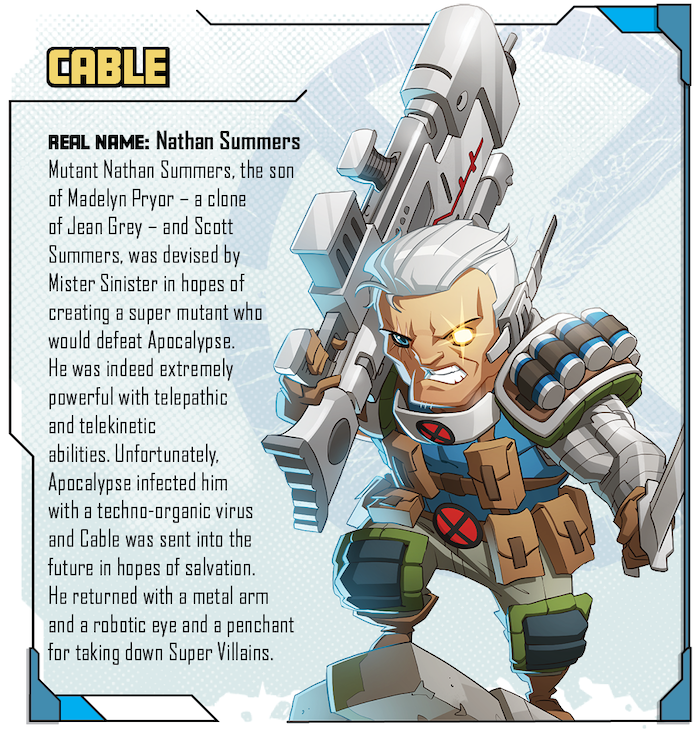 CABLE
REAL NAME: Nathan Summers
Mutant Nathan Summers, the son
of Madelyn Pryor – a clone
of Jean Grey – and Scott
Summers, was devised by
Mister Sinister in hopes of
creating a super mutant who
would defeat Apocalypse.
He was indeed extremely
powerful with telepathic
and telekinetic
abilities. Unfortunately,
Apocalypse infected him
with a techno-organic virus
and Cable was sent into the
future in hopes of salvation.
He returned with a metal arm
and a robotic eye and a penchant
for taking down Super Villains.